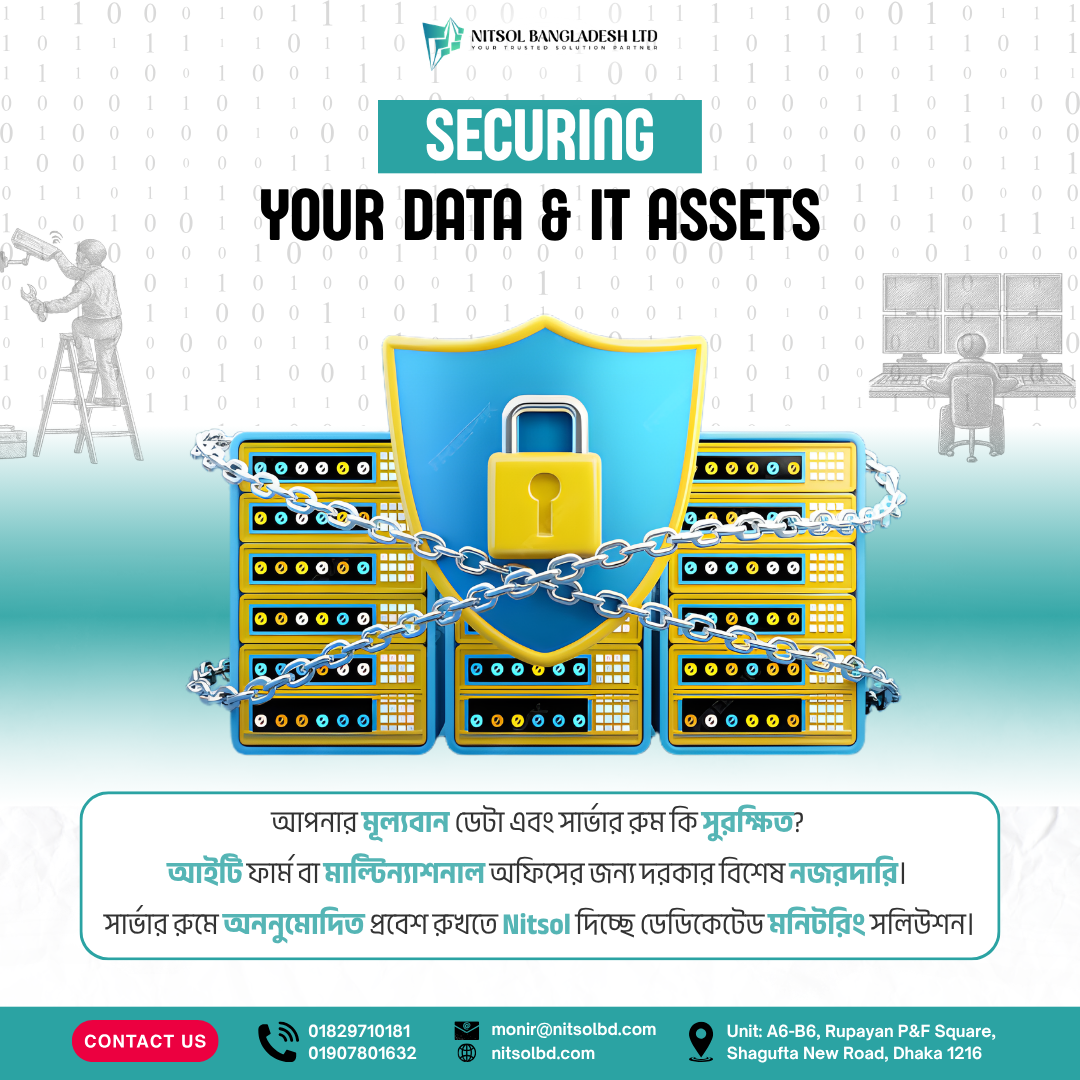 NITSOL BANGLADESH LTD
YOUR TRUSTED SOLUTION PARTNER
SECURING
YOUR DATA & IT ASSETS
আপনার মূল্যবান ডেটা এবং সার্ভার রুম কি সুরক্ষিত?
আইটি ফার্ম বা মাল্টিন্যাশনাল অফিসের জন্য দরকার বিশেষ নজরদারি।
সার্ভার রুমে অননুমোদিত প্রবেশ রুখতে Nitsol দিচ্ছে ডেডিকেটেড মনিটরিং সলিউশন।
CONTACT US
01829710181
01907801632
monir@nitsolbd.com
nitsolbd.com
Unit: A6-B6, Rupayan P&F Square,
Shagufta New Road, Dhaka 1216